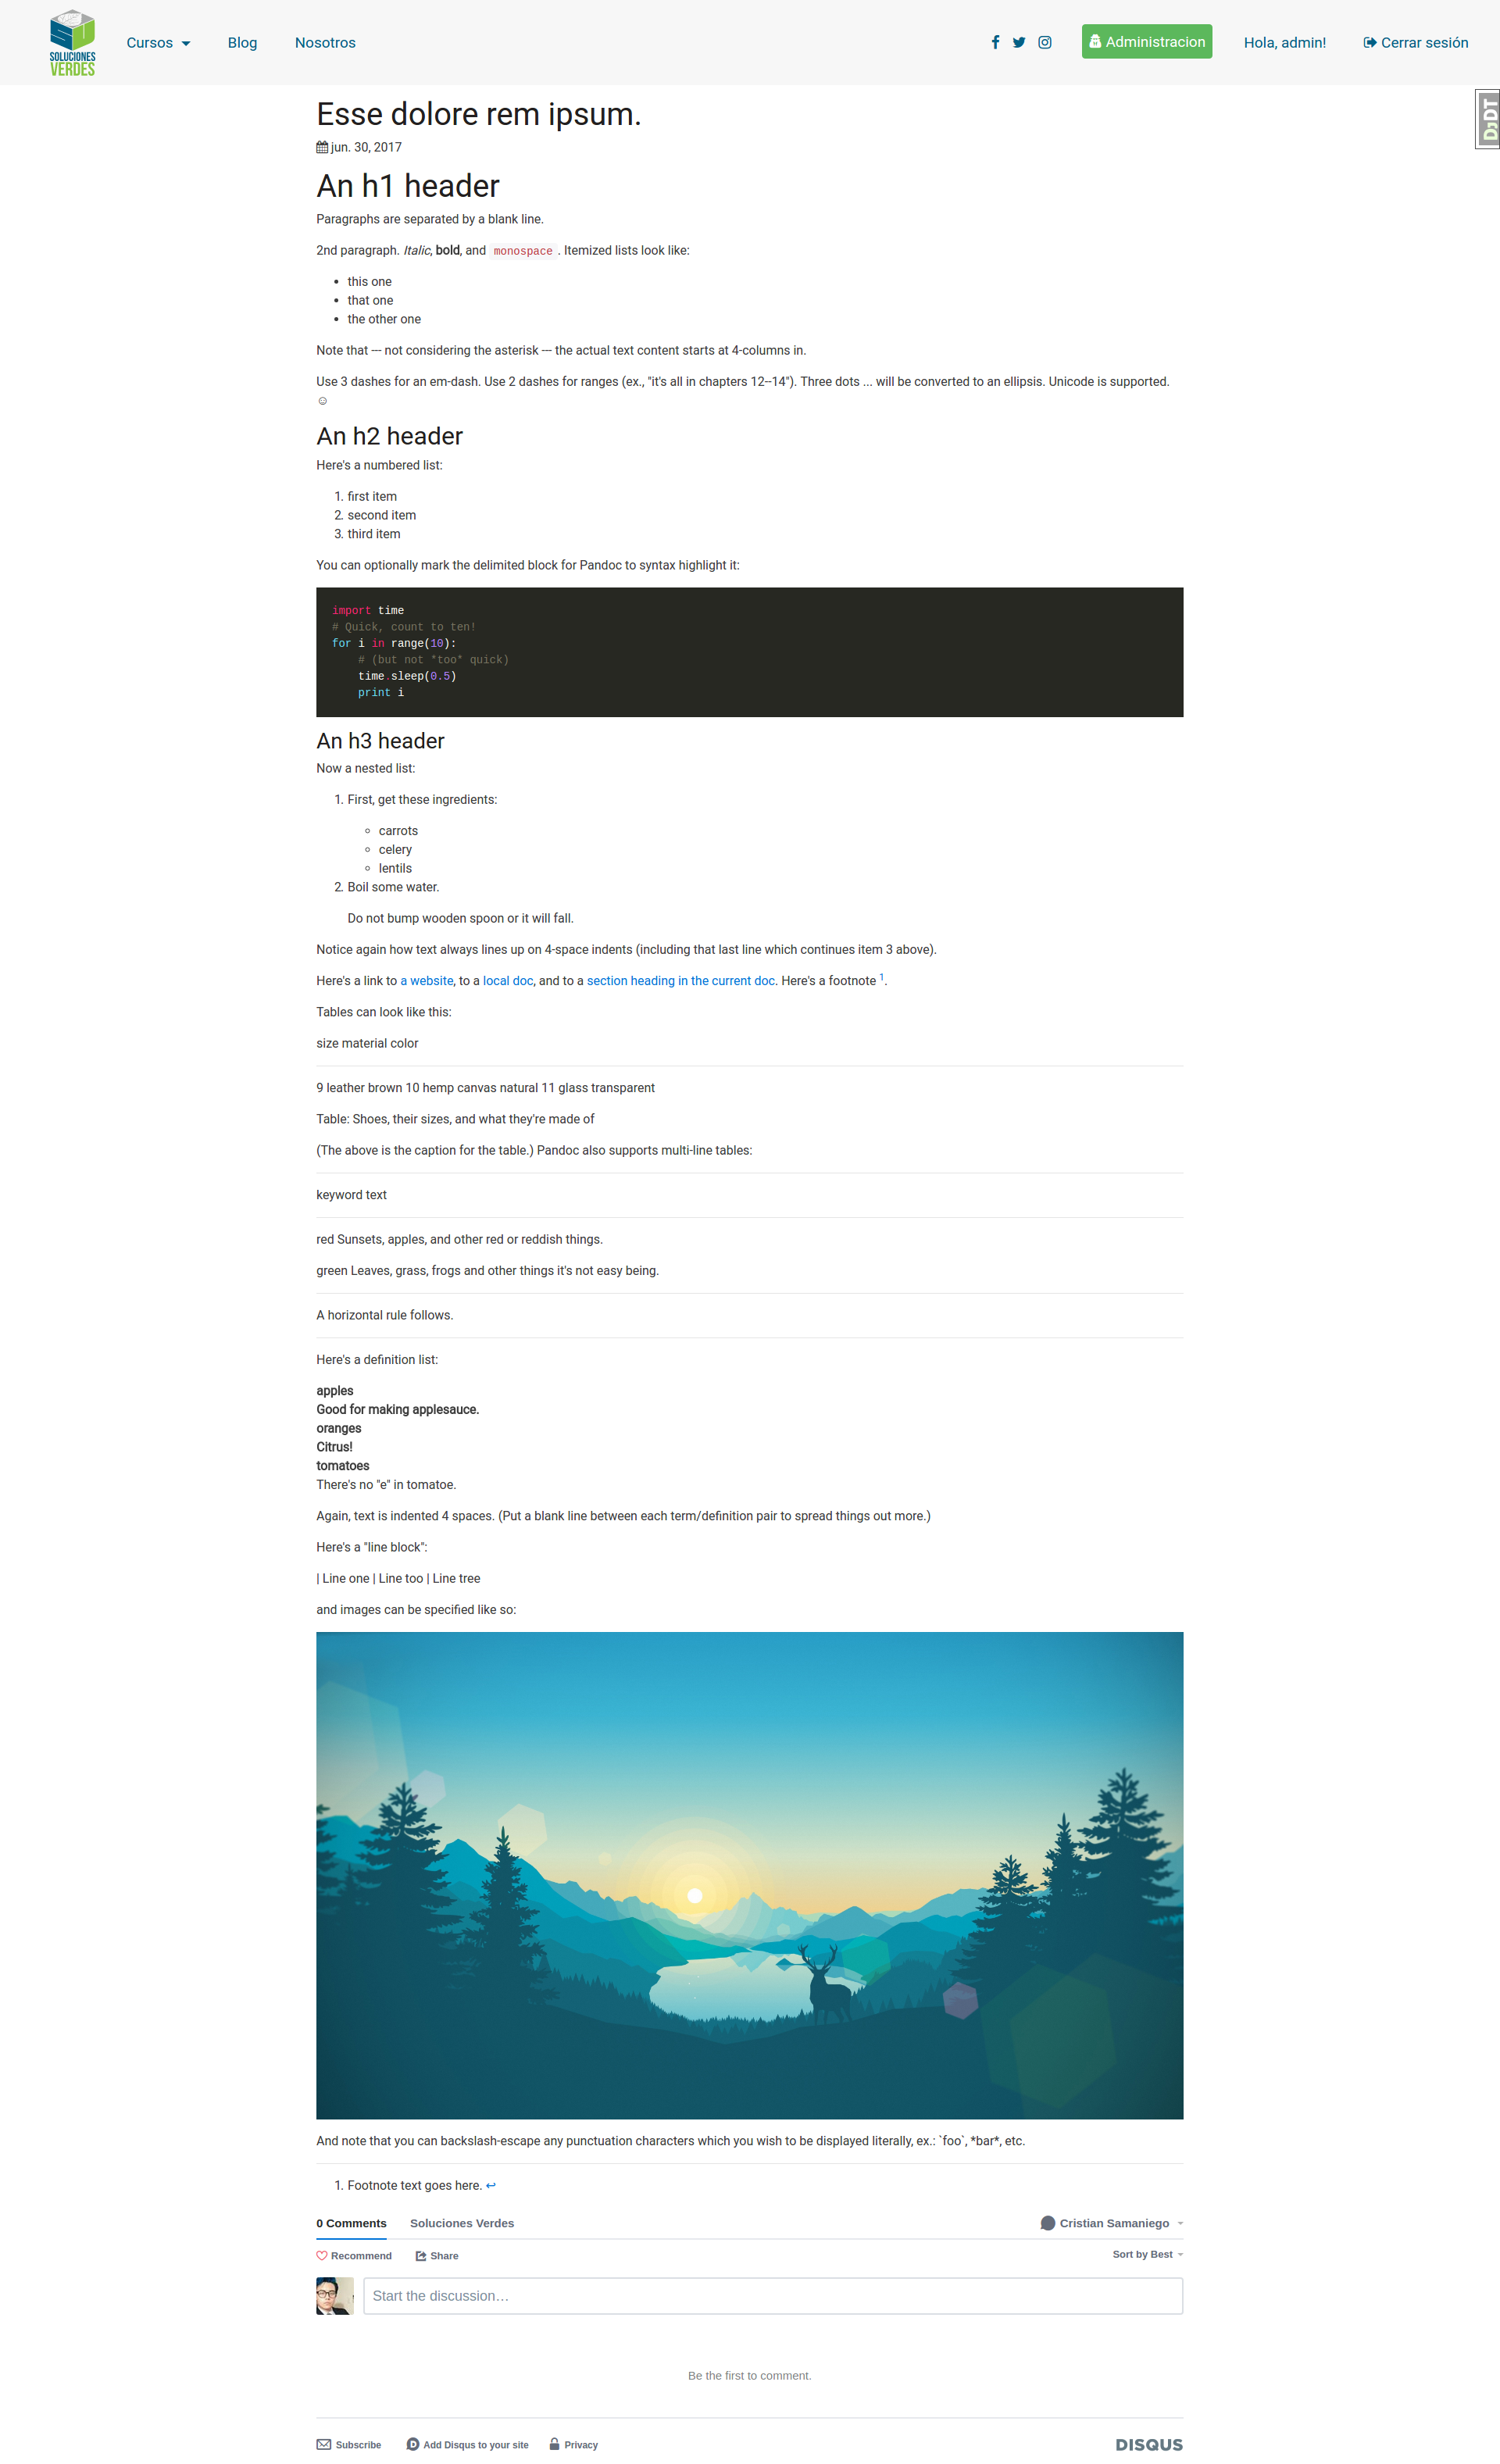 SOLUCIONES
VERDES
Cursos
Blog
Nosotros
Administracion
Hola, admin!
Cerrar sesión
DjDT
Esse dolore rem ipsum.
jun. 30, 2017
An h1 header
Paragraphs are separated by a blank line.
2nd paragraph. Italic, bold, and monospace . Itemized lists look like:
• this one
• that one
• the other one
Note that --- not considering the asterisk --- the actual text content starts at 4-columns in.
Use 3 dashes for an em-dash. Use 2 dashes for ranges (ex., "it's all in chapters 12--14"). Three dots ... will be converted to an ellipsis. Unicode is supported.
☺
An h2 header
Here's a numbered list:
1. first item
2. second item
3. third item
You can optionally mark the delimited block for Pandoc to syntax highlight it:
import time
# Quick, count to ten!
for i in range(10):
    # (but not *too* quick)
    time.sleep(0.5)
    print i
An h3 header
Now a nested list:
1. First, get these ingredients:
◦ carrots
◦ celery
◦ lentils
2. Boil some water.
Do not bump wooden spoon or it will fall.
Notice again how text always lines up on 4-space indents (including that last line which continues item 3 above).
Here's a link to a website, to a local doc, and to a section heading in the current doc. Here's a footnote 1.
Tables can look like this:
size material color
9 leather brown 10 hemp canvas natural 11 glass transparent
Table: Shoes, their sizes, and what they're made of
(The above is the caption for the table.) Pandoc also supports multi-line tables:
keyword text
red Sunsets, apples, and other red or reddish things.
green Leaves, grass, frogs and other things it's not easy being.
A horizontal rule follows.
Here's a definition list:
apples
Good for making applesauce.
oranges
Citrus!
tomatoes
There's no "e" in tomatoe.
Again, text is indented 4 spaces. (Put a blank line between each term/definition pair to spread things out more.)
Here's a "line block":
| Line one | Line too | Line tree
and images can be specified like so:
And note that you can backslash-escape any punctuation characters which you wish to be displayed literally, ex.: `foo`, *bar*, etc.
1. Footnote text goes here. ↩
0 Comments
Soluciones Verdes
Cristian Samaniego
Recommend
Share
Sort by Best
Start the discussion…
Be the first to comment.
Subscribe
Add Disqus to your site
Privacy
DISQUS